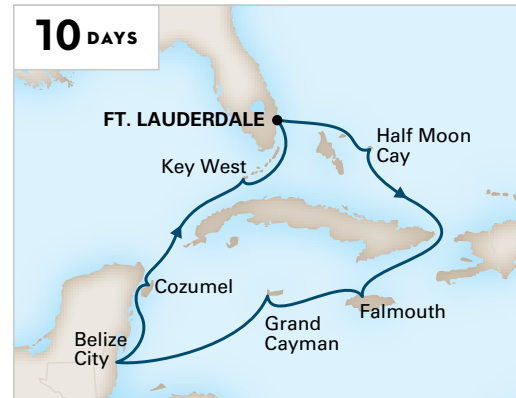 10 DAYS
FT. LAUDERDALE
Half Moon
Cay
Key West
Cozumel
Falmouth
Grand
Cayman
Belize
City